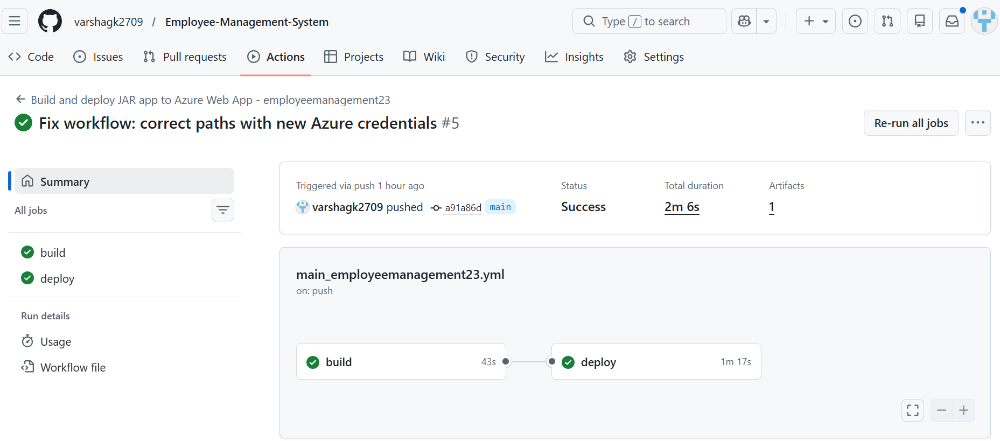 varshagk2709 / Employee-Management-System
Type / to search
Code
Issues
Pull requests
Actions
Projects
Wiki
Security
Insights
Settings
Build and deploy JAR app to Azure Web App - employeemanagement23
Fix workflow: correct paths with new Azure credentials #5
Re-run all jobs
Summary
All jobs
build
deploy
Run details
Usage
Workflow file
Triggered via push 1 hour ago
varshagk2709 pushed a91a86d main
Status
Success
Total duration
2m 6s
Artifacts
1
main_employeemanagement23.yml
on: push
build 43s
deploy 1m 17s